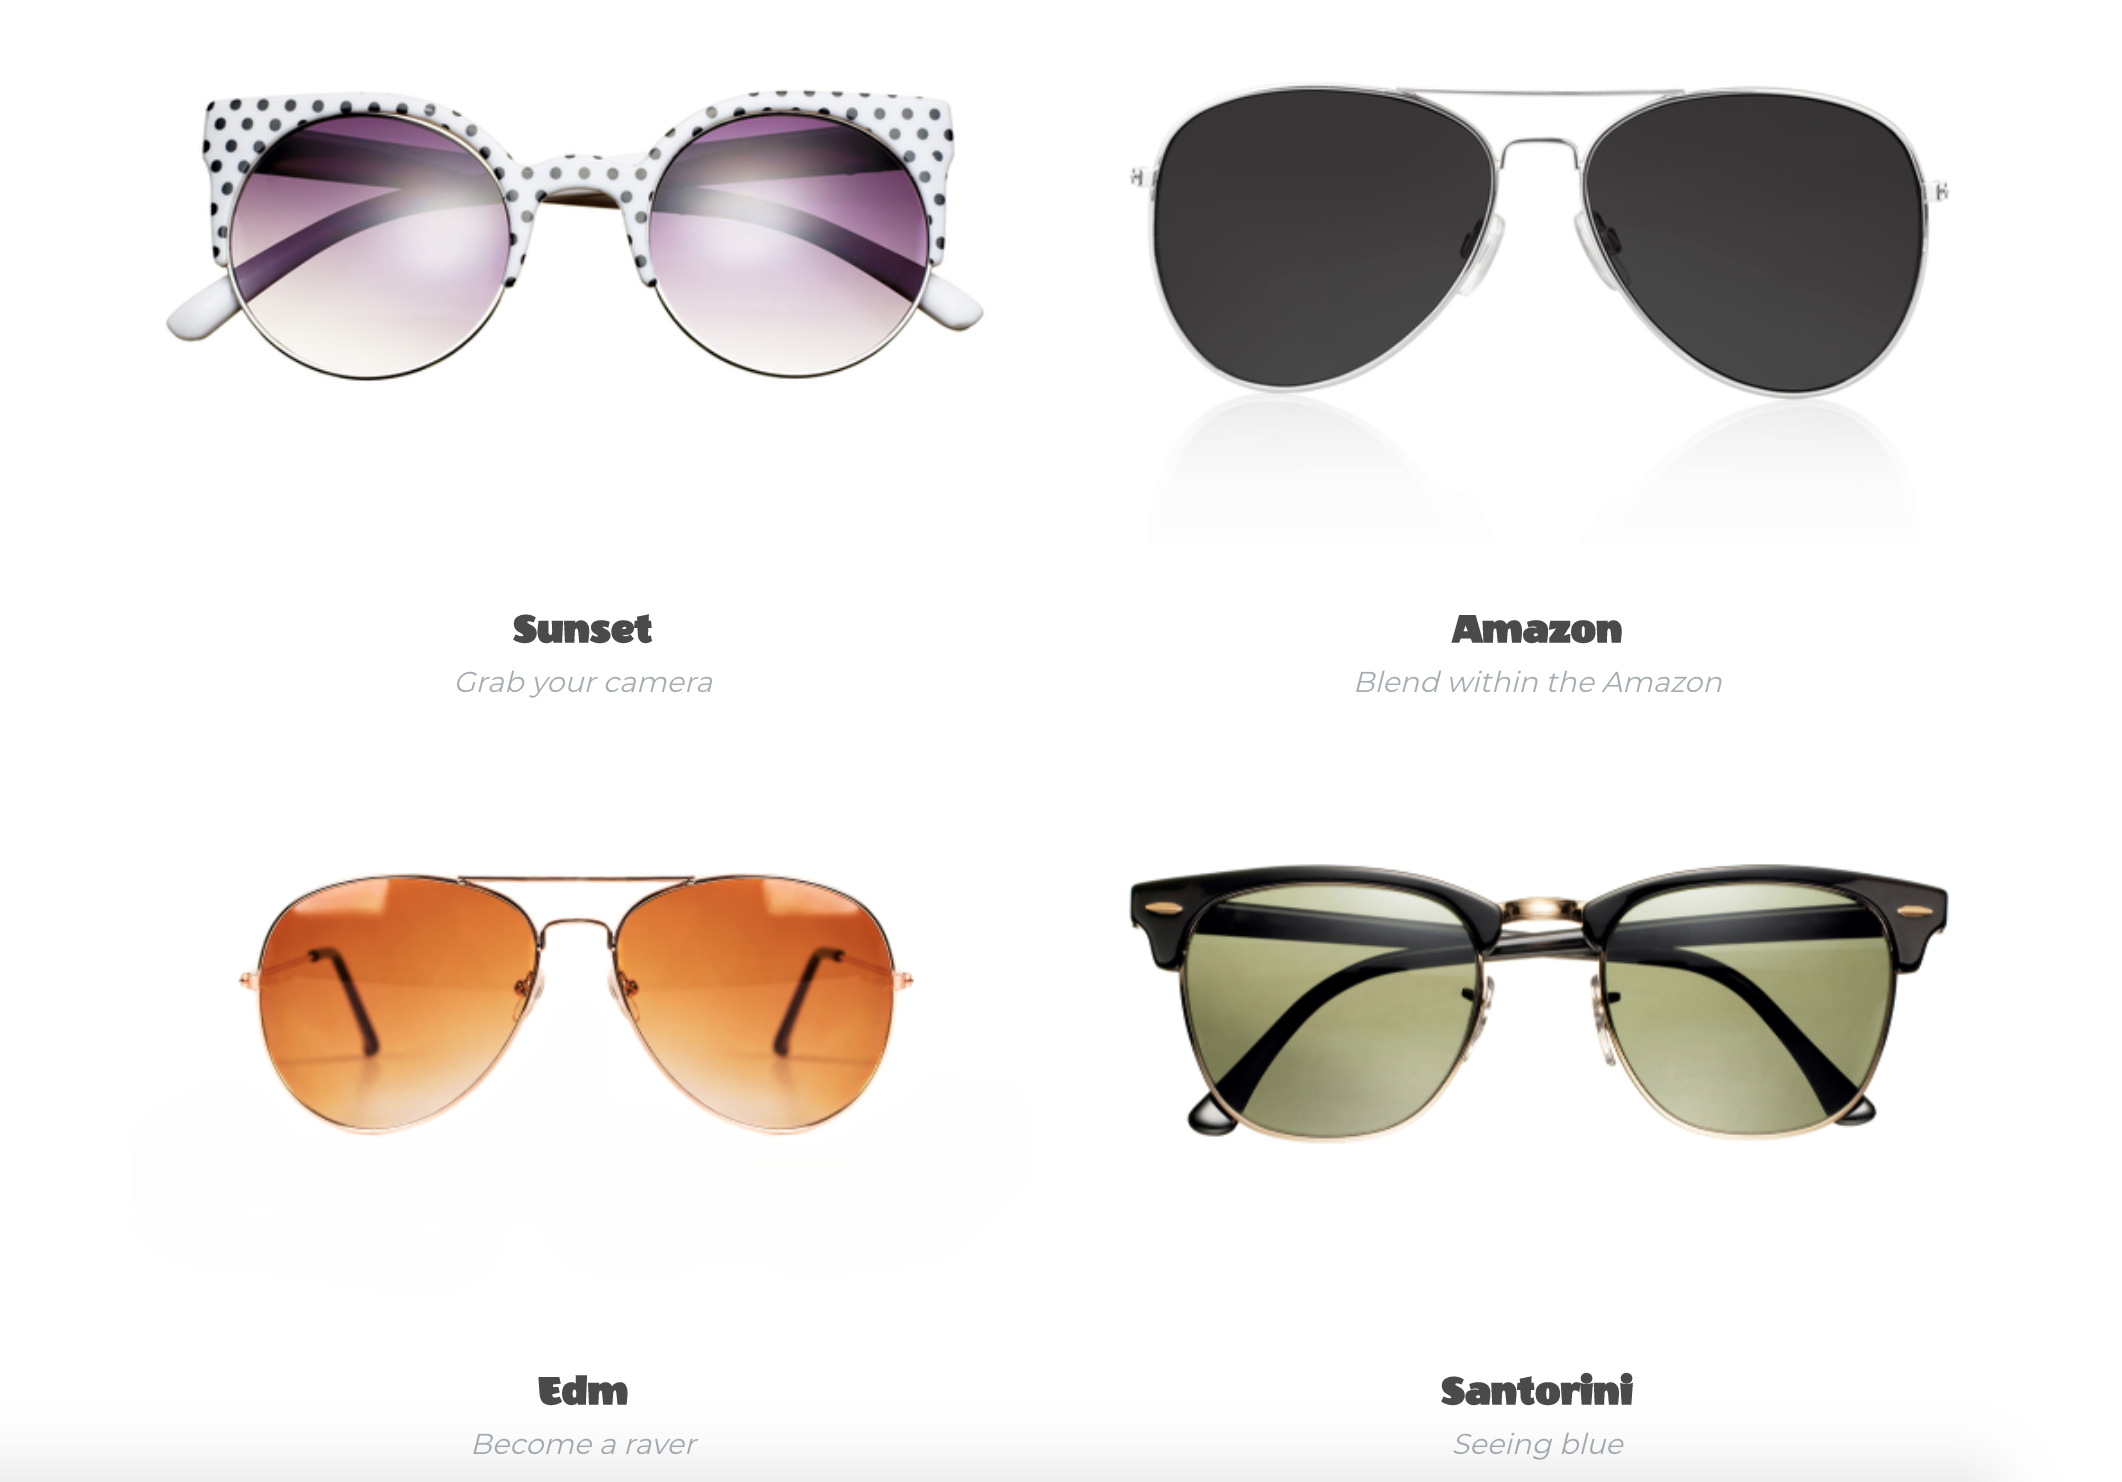 Sunset
Grab your camera
Amazon
Blend within the Amazon
Edm
Become a raver
Santorini
Seeing blue